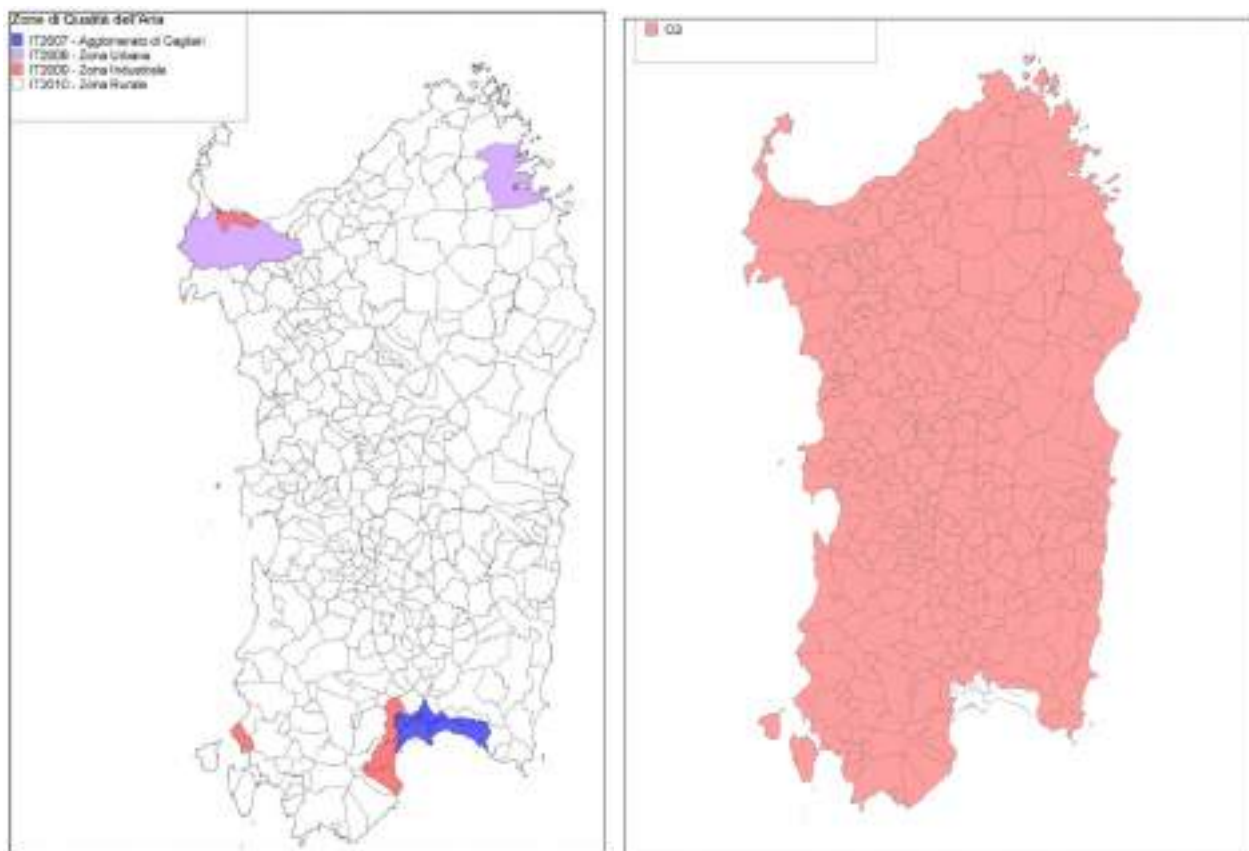 Zone di Qualità dell'Aria
IT2007 - Agglomerato di Cagliari
IT2008 - Zona Urbana
IT2009 - Zona Industriale
IT2010 - Zona Rurale
O3